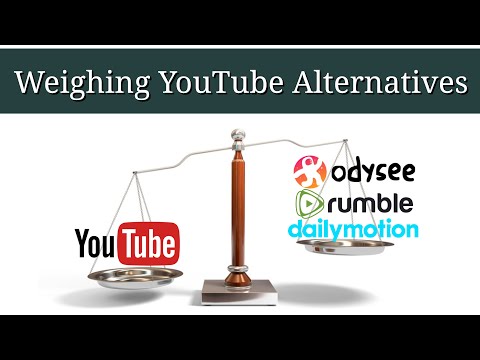 Weighing YouTube Alternatives
odysee
rumble
dailymotion
YouTube